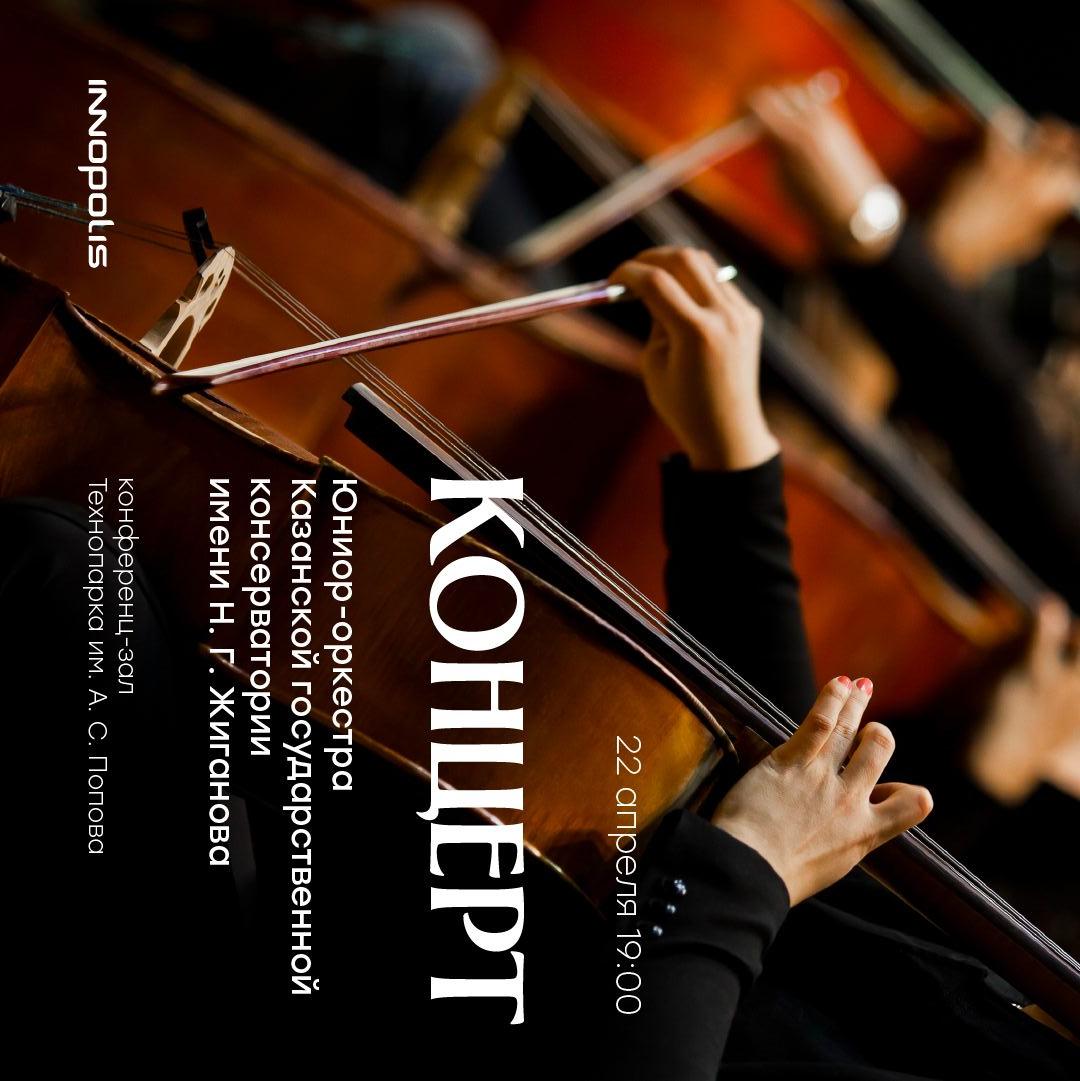 22 апреля 19:00
КОНЦЕРТ
Юниор-оркестра
Казанской государственной
консерватории
имени Н. Г. Жиганова
конференц-зал
Технопарка им. А. С. Попова
INNOPOLIS